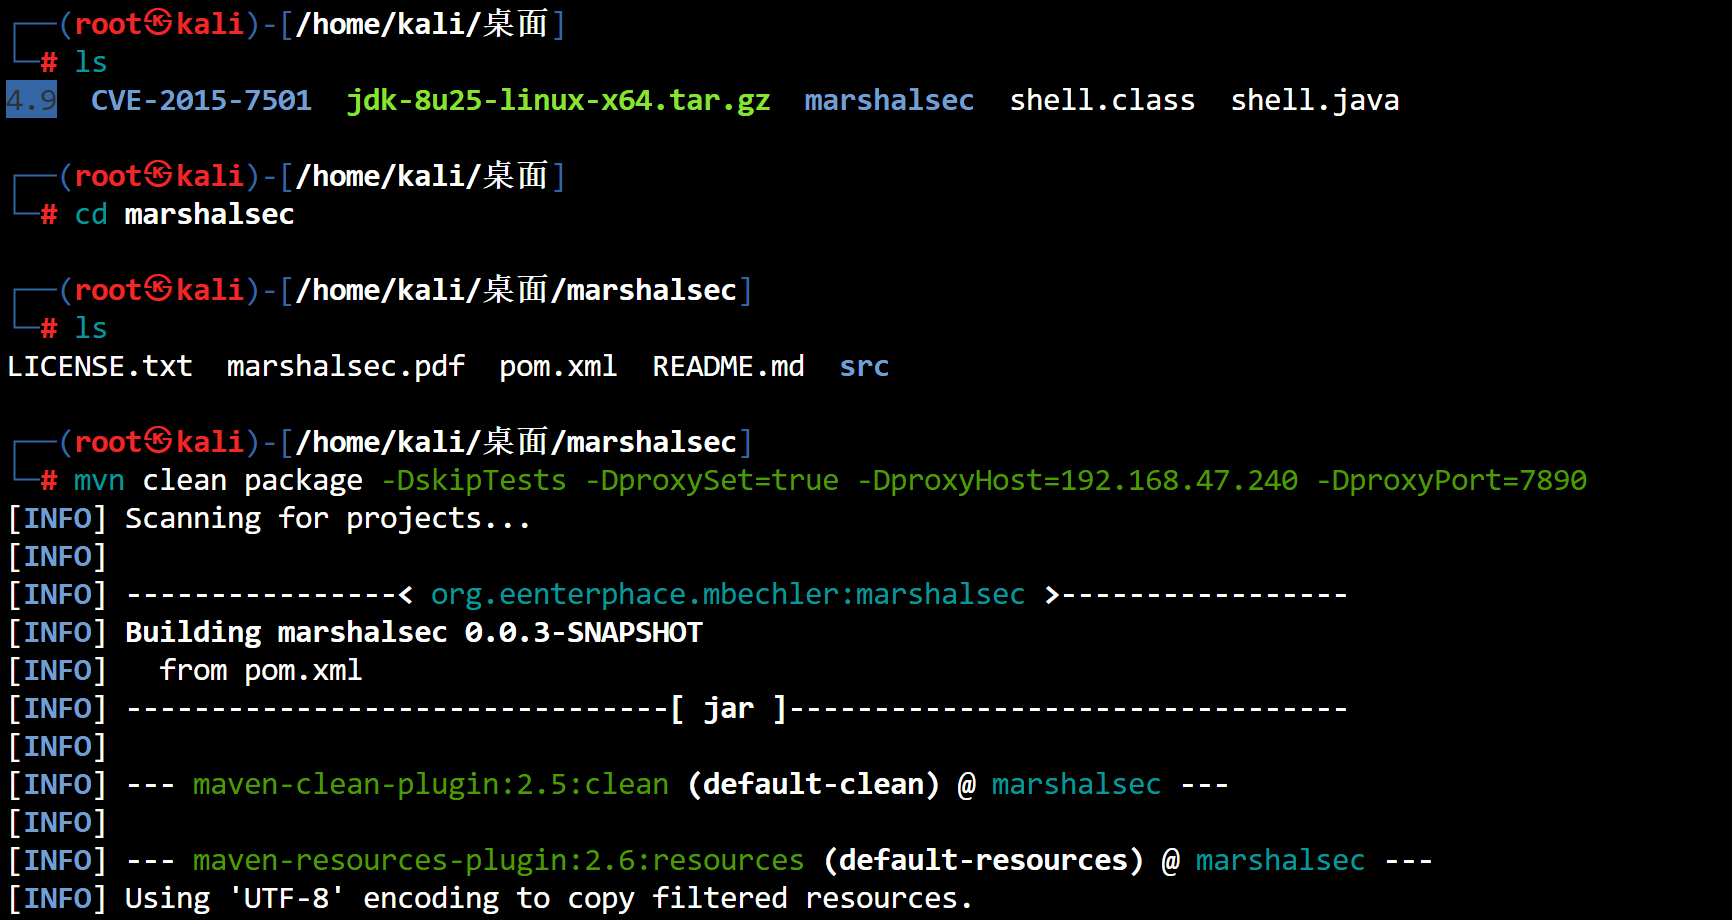 ┌──(root㉿kali)-[/home/kali/桌面]
└─# ls
4.9  CVE-2015-7501  jdk-8u25-linux-x64.tar.gz  marshalsec  shell.class  shell.java
┌──(root㉿kali)-[/home/kali/桌面]
└─# cd marshalsec
┌──(root㉿kali)-[/home/kali/桌面/marshalsec]
└─# ls
LICENSE.txt  marshalsec.pdf  pom.xml  README.md  src
┌──(root㉿kali)-[/home/kali/桌面/marshalsec]
└─# mvn clean package -DskipTests -DproxySet=true -DproxyHost=192.168.47.240 -DproxyPort=7890
[INFO] Scanning for projects...
[INFO]
[INFO] ----------------< org.eenterphace.mbechler:marshalsec >-----------------
[INFO] Building marshalsec 0.0.3-SNAPSHOT
[INFO]   from pom.xml
[INFO] --------------------------------[ jar ]---------------------------------
[INFO]
[INFO] --- maven-clean-plugin:2.5:clean (default-clean) @ marshalsec ---
[INFO]
[INFO] --- maven-resources-plugin:2.6:resources (default-resources) @ marshalsec ---
[INFO] Using 'UTF-8' encoding to copy filtered resources.